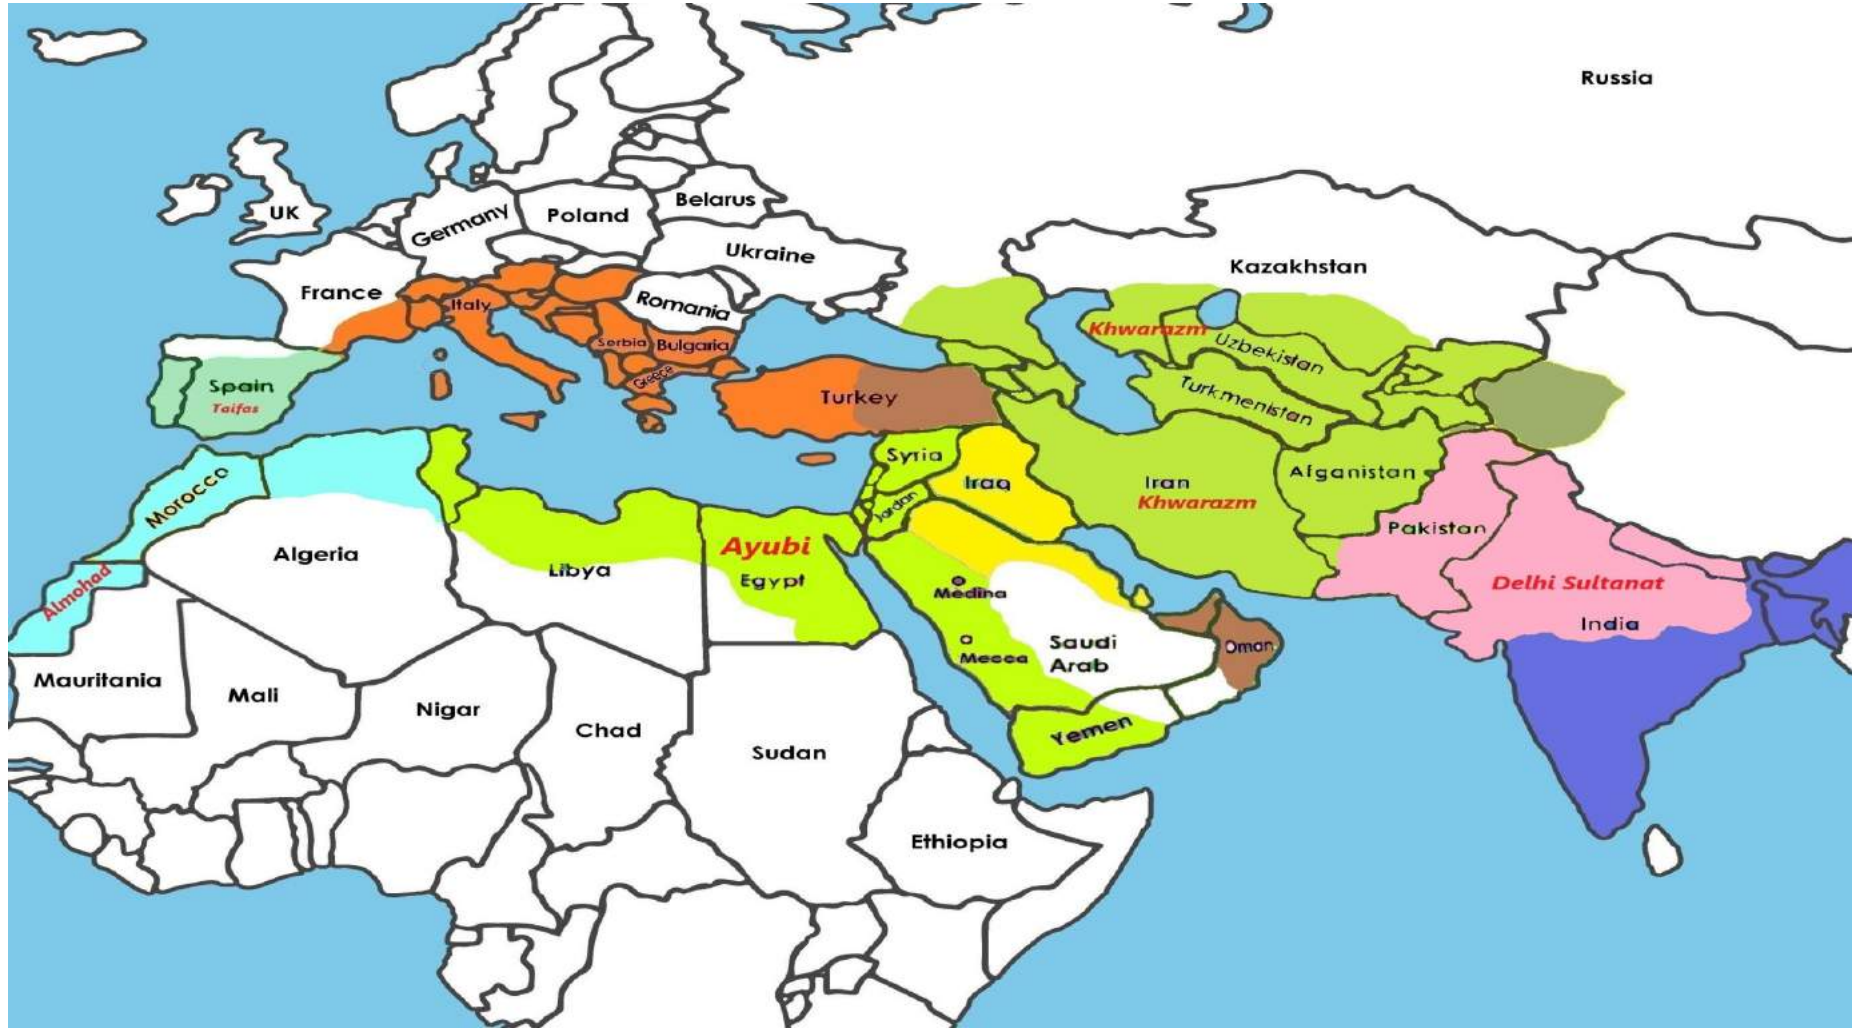 Russia
UK
Germany
Poland
Belarus
Ukraine
France
Italy
Romania
Kazakhstan
Serbia
Bulgaria
Khwarazm
Uzbekistan
Greece
Spain
Taifas
Turkey
Turkmenistan
Syria
Iraq
Iran
Khwarazm
Afganistan
Morocco
Jordan
Pakistan
Algeria
Libya
Ayubi
Egypt
Almohad
Medina
Delhi Sultanat
India
Mecca
Saudi
Arab
Oman
Mauritania
Mali
Nigar
Chad
Sudan
Yemen
Ethiopia